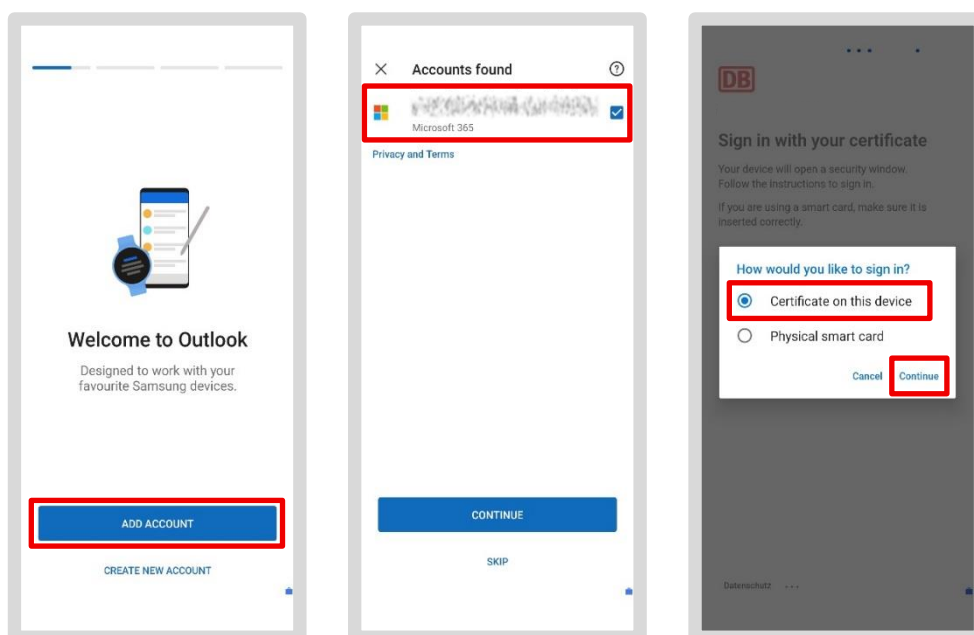 Welcome to Outlook
Designed to work with your
favourite Samsung devices.
ADD ACCOUNT
CREATE NEW ACCOUNT
Accounts found
Microsoft 365
Privacy and Terms
CONTINUE
SKIP
DB
Sign in with your certificate
Your device will open a security window.
Follow the instructions to sign in.
If you are using a smart card, make sure it is
inserted correctly.
How would you like to sign in?
Certificate on this device
Physical smart card
Cancel Continue
Datenschutz ...